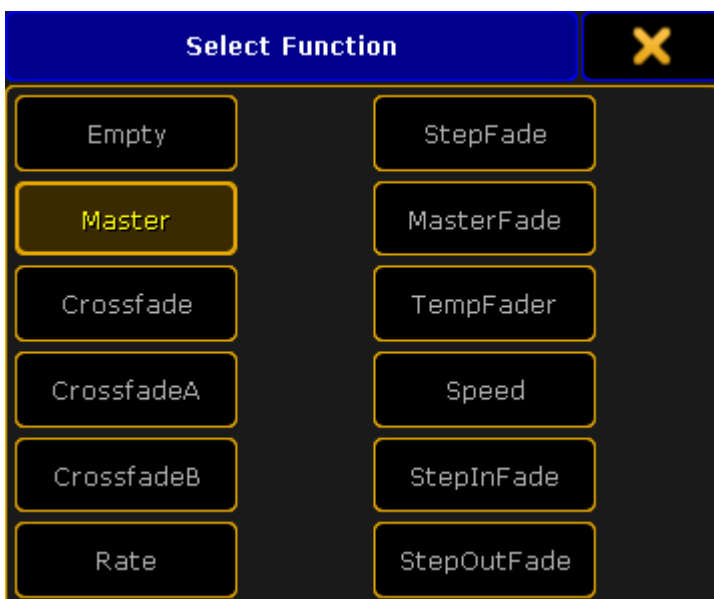 Select Function
Empty
StepFade
Master
MasterFade
Crossfade
TempFader
CrossfadeA
Speed
CrossfadeB
StepInFade
Rate
StepOutFade